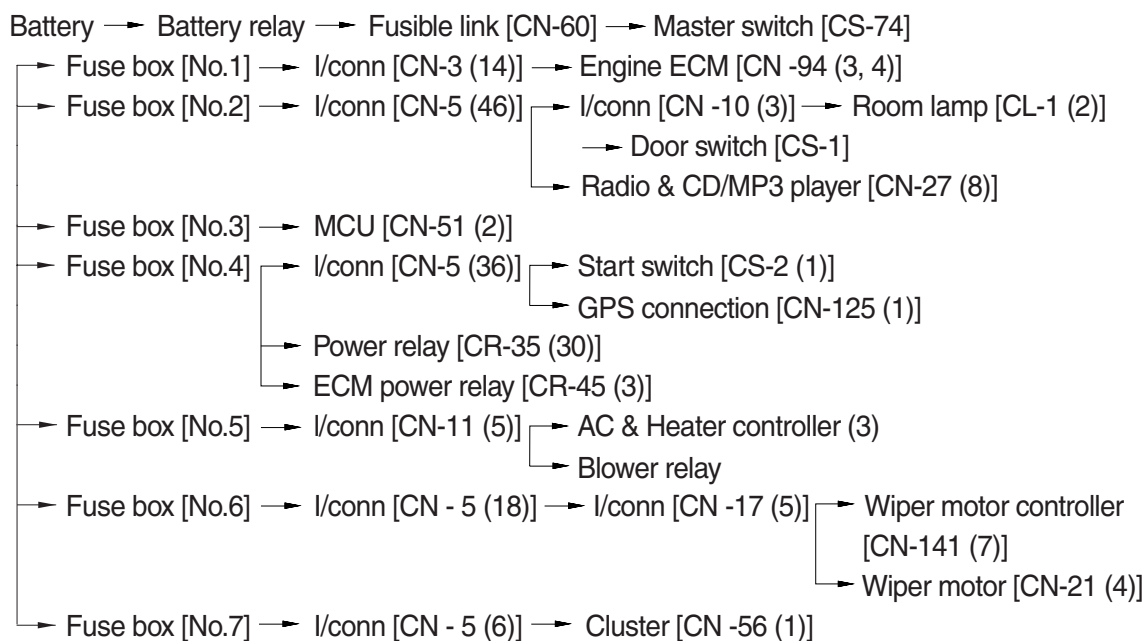 Battery → Battery relay → Fusible link [CN-60] → Master switch [CS-74]
→ Fuse box [No.1] → I/conn [CN-3 (14)] → Engine ECM [CN -94 (3, 4)]
→ Fuse box [No.2] → I/conn [CN-5 (46)] → I/conn [CN -10 (3)] → Room lamp [CL-1 (2)]
→ Door switch [CS-1]
→ Radio & CD/MP3 player [CN-27 (8)]
→ Fuse box [No.3] → MCU [CN-51 (2)]
→ Fuse box [No.4] → I/conn [CN-5 (36)] → Start switch [CS-2 (1)]
→ GPS connection [CN-125 (1)]
→ Power relay [CR-35 (30)]
→ ECM power relay [CR-45 (3)]
→ Fuse box [No.5] → I/conn [CN-11 (5)] → AC & Heater controller (3)
→ Blower relay
→ Fuse box [No.6] → I/conn [CN - 5 (18)] → I/conn [CN -17 (5)] → Wiper motor controller
[CN-141 (7)]
→ Wiper motor [CN-21 (4)]
→ Fuse box [No.7] → I/conn [CN - 5 (6)] → Cluster [CN -56 (1)]